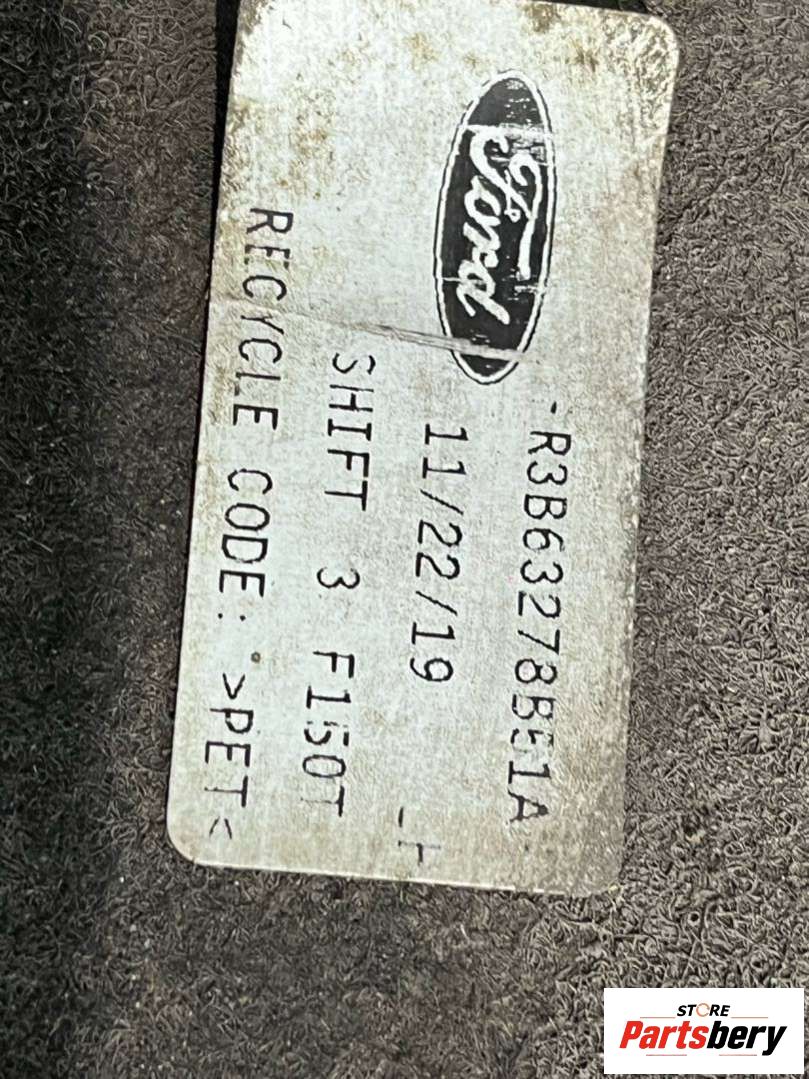 Ford
-R3B63278B51A
11/22/19
SHIFT 3 F150T
RECYCLE CODE: >PET<
STORE
Partsbery